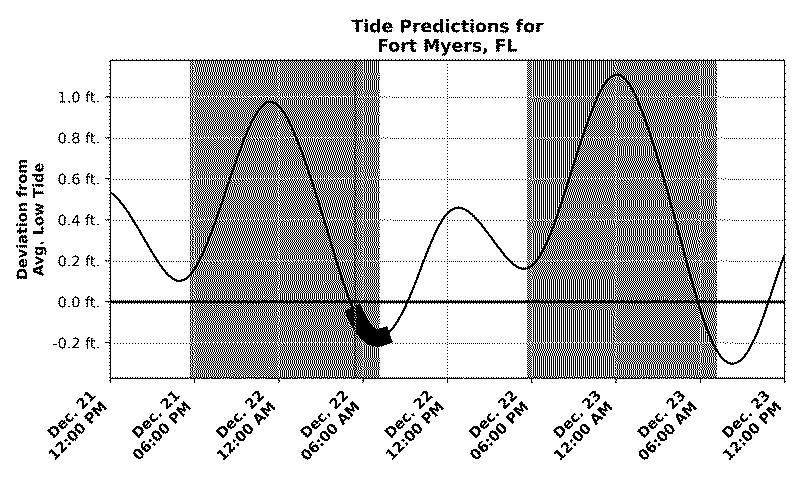 Tide Predictions for
Fort Myers, FL
Deviation from
Avg. Low Tide
1.0 ft.
0.8 ft.
0.6 ft.
0.4 ft.
0.2 ft.
0.0 ft.
-0.2 ft.
Dec. 21
12:00 PM
Dec. 21
06:00 PM
Dec. 22
12:00 AM
Dec. 22
06:00 AM
Dec. 22
12:00 PM
Dec. 22
06:00 PM
Dec. 23
12:00 AM
Dec. 23
06:00 AM
Dec. 23
12:00 PM